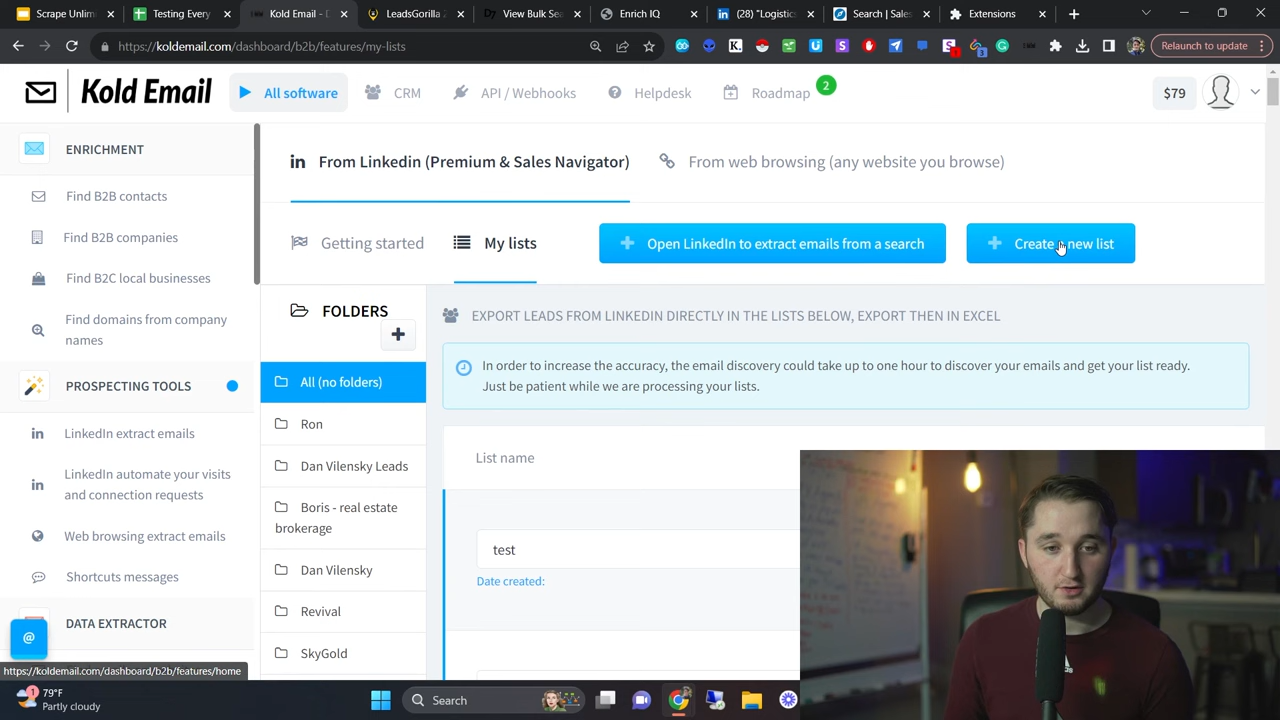 Scrape Unlim
Testing Every
Kold Email - D
LeadsGorilla
View Bulk Sea
Enrich IQ
(28) "Logistic
Search | Sales
Extensions
https://koldemail.com/dashboard/b2b/features/my-lists
Relaunch to update
Kold Email
All software
CRM
API / Webhooks
Helpdesk
Roadmap
2
$79
ENRICHMENT
Find B2B contacts
Find B2B companies
Find B2C local businesses
Find domains from company
names
PROSPECTING TOOLS
LinkedIn extract emails
LinkedIn automate your visits
and connection requests
Web browsing extract emails
Shortcuts messages
DATA EXTRACTOR
@
https://koldemail.com/dashboard/b2b/features/home
From Linkedin (Premium & Sales Navigator)
From web browsing (any website you browse)
Getting started
My lists
Open LinkedIn to extract emails from a search
Create a new list
FOLDERS
All (no folders)
Ron
Dan Vilensky Leads
Boris - real estate
brokerage
Dan Vilensky
Revival
SkyGold
EXPORT LEADS FROM LINKEDIN DIRECTLY IN THE LISTS BELOW, EXPORT THEN IN EXCEL
In order to increase the accuracy, the email discovery could take up to one hour to discover your emails and get your list ready.
Just be patient while we are processing your lists.
List name
test
Date created:
1
79°F
Partly cloudy
Search